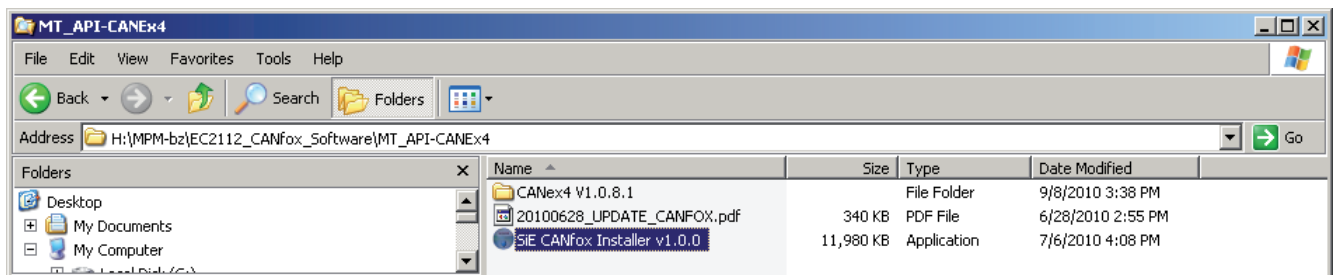 MT_API-CANEx4
File Edit View Favorites Tools Help
Back Search Folders
Address H:\MPM-bz\EC2112_CANfox_Software\MT_API-CANEx4 Go
Folders x Name Size Type Date Modified
Desktop CANex4 V1.0.8.1 File Folder 9/8/2010 3:38 PM
My Documents 20100628_UPDATE_CANFOX.pdf 340 KB PDF File 6/28/2010 2:55 PM
My Computer SiE CANfox Installer v1.0.0 11,980 KB Application 7/6/2010 4:08 PM
Local Disk (C:)